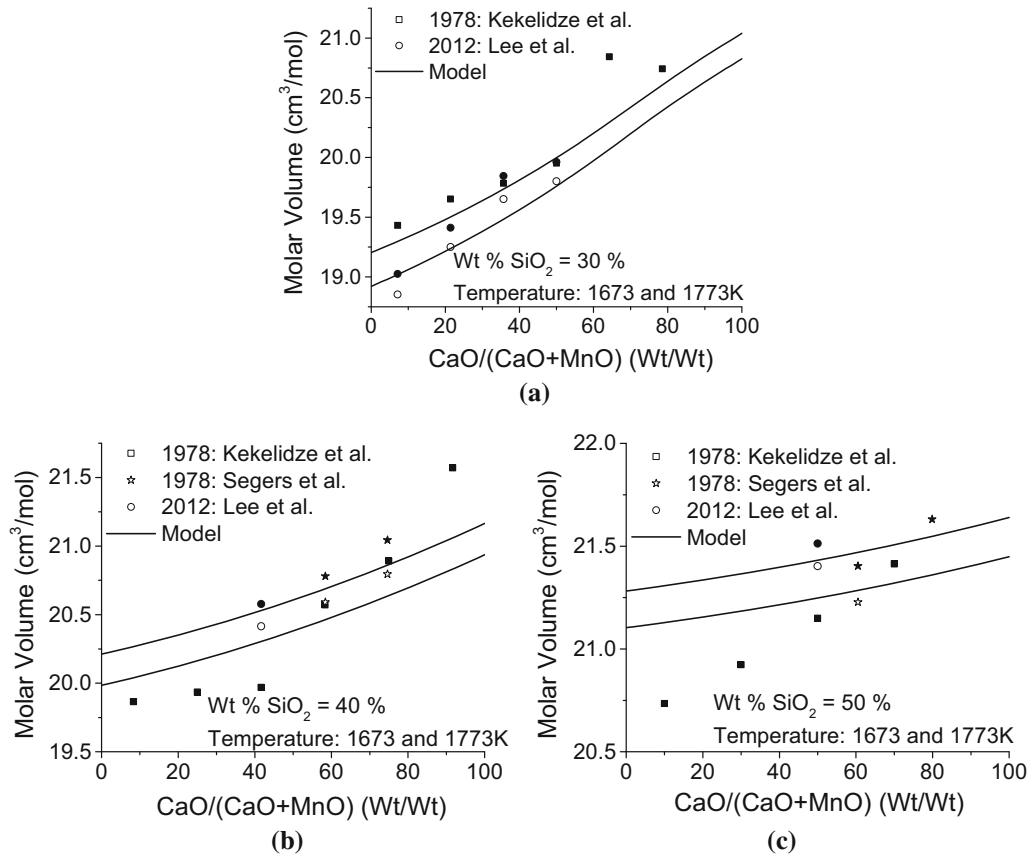 1978: Kekelidze et al.
2012: Lee et al.
Model
21.0
20.5
20.0
19.5
19.0
Molar Volume (cm³/mol)
Wt % SiO₂ = 30 %
Temperature: 1673 and 1773K
0 20 40 60 80 100
CaO/(CaO+MnO) (Wt/Wt)
(a)
1978: Kekelidze et al.
1978: Segers et al.
2012: Lee et al.
Model
21.5
21.0
20.5
20.0
19.5
Molar Volume (cm³/mol)
Wt % SiO₂ = 40 %
Temperature: 1673 and 1773K
0 20 40 60 80 100
CaO/(CaO+MnO) (Wt/Wt)
(b)
22.0
1978: Kekelidze et al.
1978: Segers et al.
2012: Lee et al.
Model
21.5
21.0
20.5
Molar Volume (cm³/mol)
Wt % SiO₂ = 50 %
Temperature: 1673 and 1773K
0 20 40 60 80 100
CaO/(CaO+MnO) (Wt/Wt)
(c)